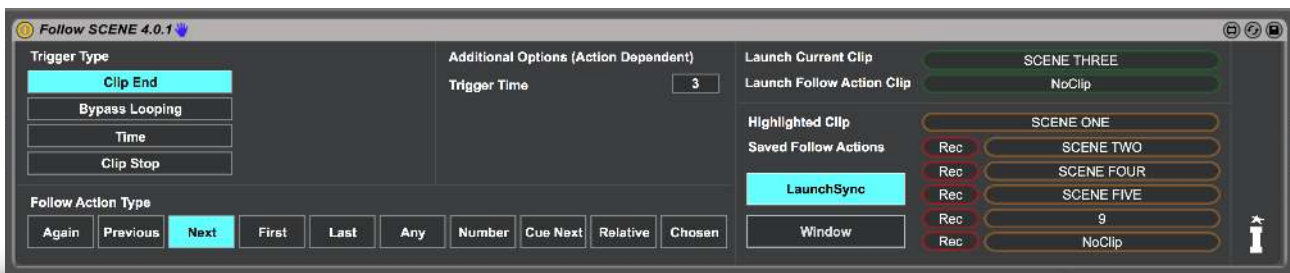 Follow SCENE 4.0.1
Trigger Type
Clip End
Bypass Looping
Time
Clip Stop
Additional Options (Action Dependent)
Trigger Time 3
Follow Action Type
Again Previous Next First Last Any Number Cue Next Relative Chosen
Launch Current Clip SCENE THREE
Launch Follow Action Clip NoClip
Highlighted Clip SCENE ONE
Saved Follow Actions Rec SCENE TWO
Rec SCENE FOUR
LaunchSync Rec SCENE FIVE
Rec 9
Window Rec NoClip